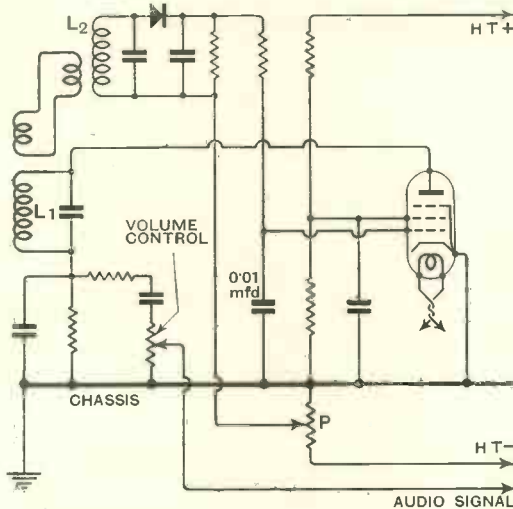 L2
HT+
L1
VOLUME
CONTROL
0·01
mfd
CHASSIS
P
HT−
AUDIO SIGNAL